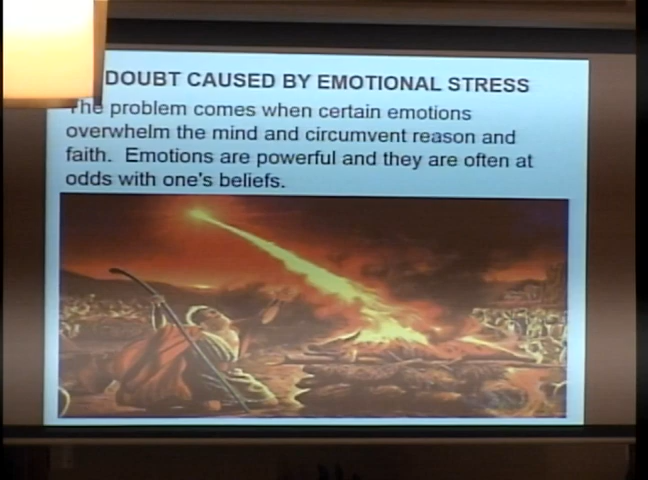 DOUBT CAUSED BY EMOTIONAL STRESS
The problem comes when certain emotions
overwhelm the mind and circumvent reason and
faith. Emotions are powerful and they are often at
odds with one's beliefs.